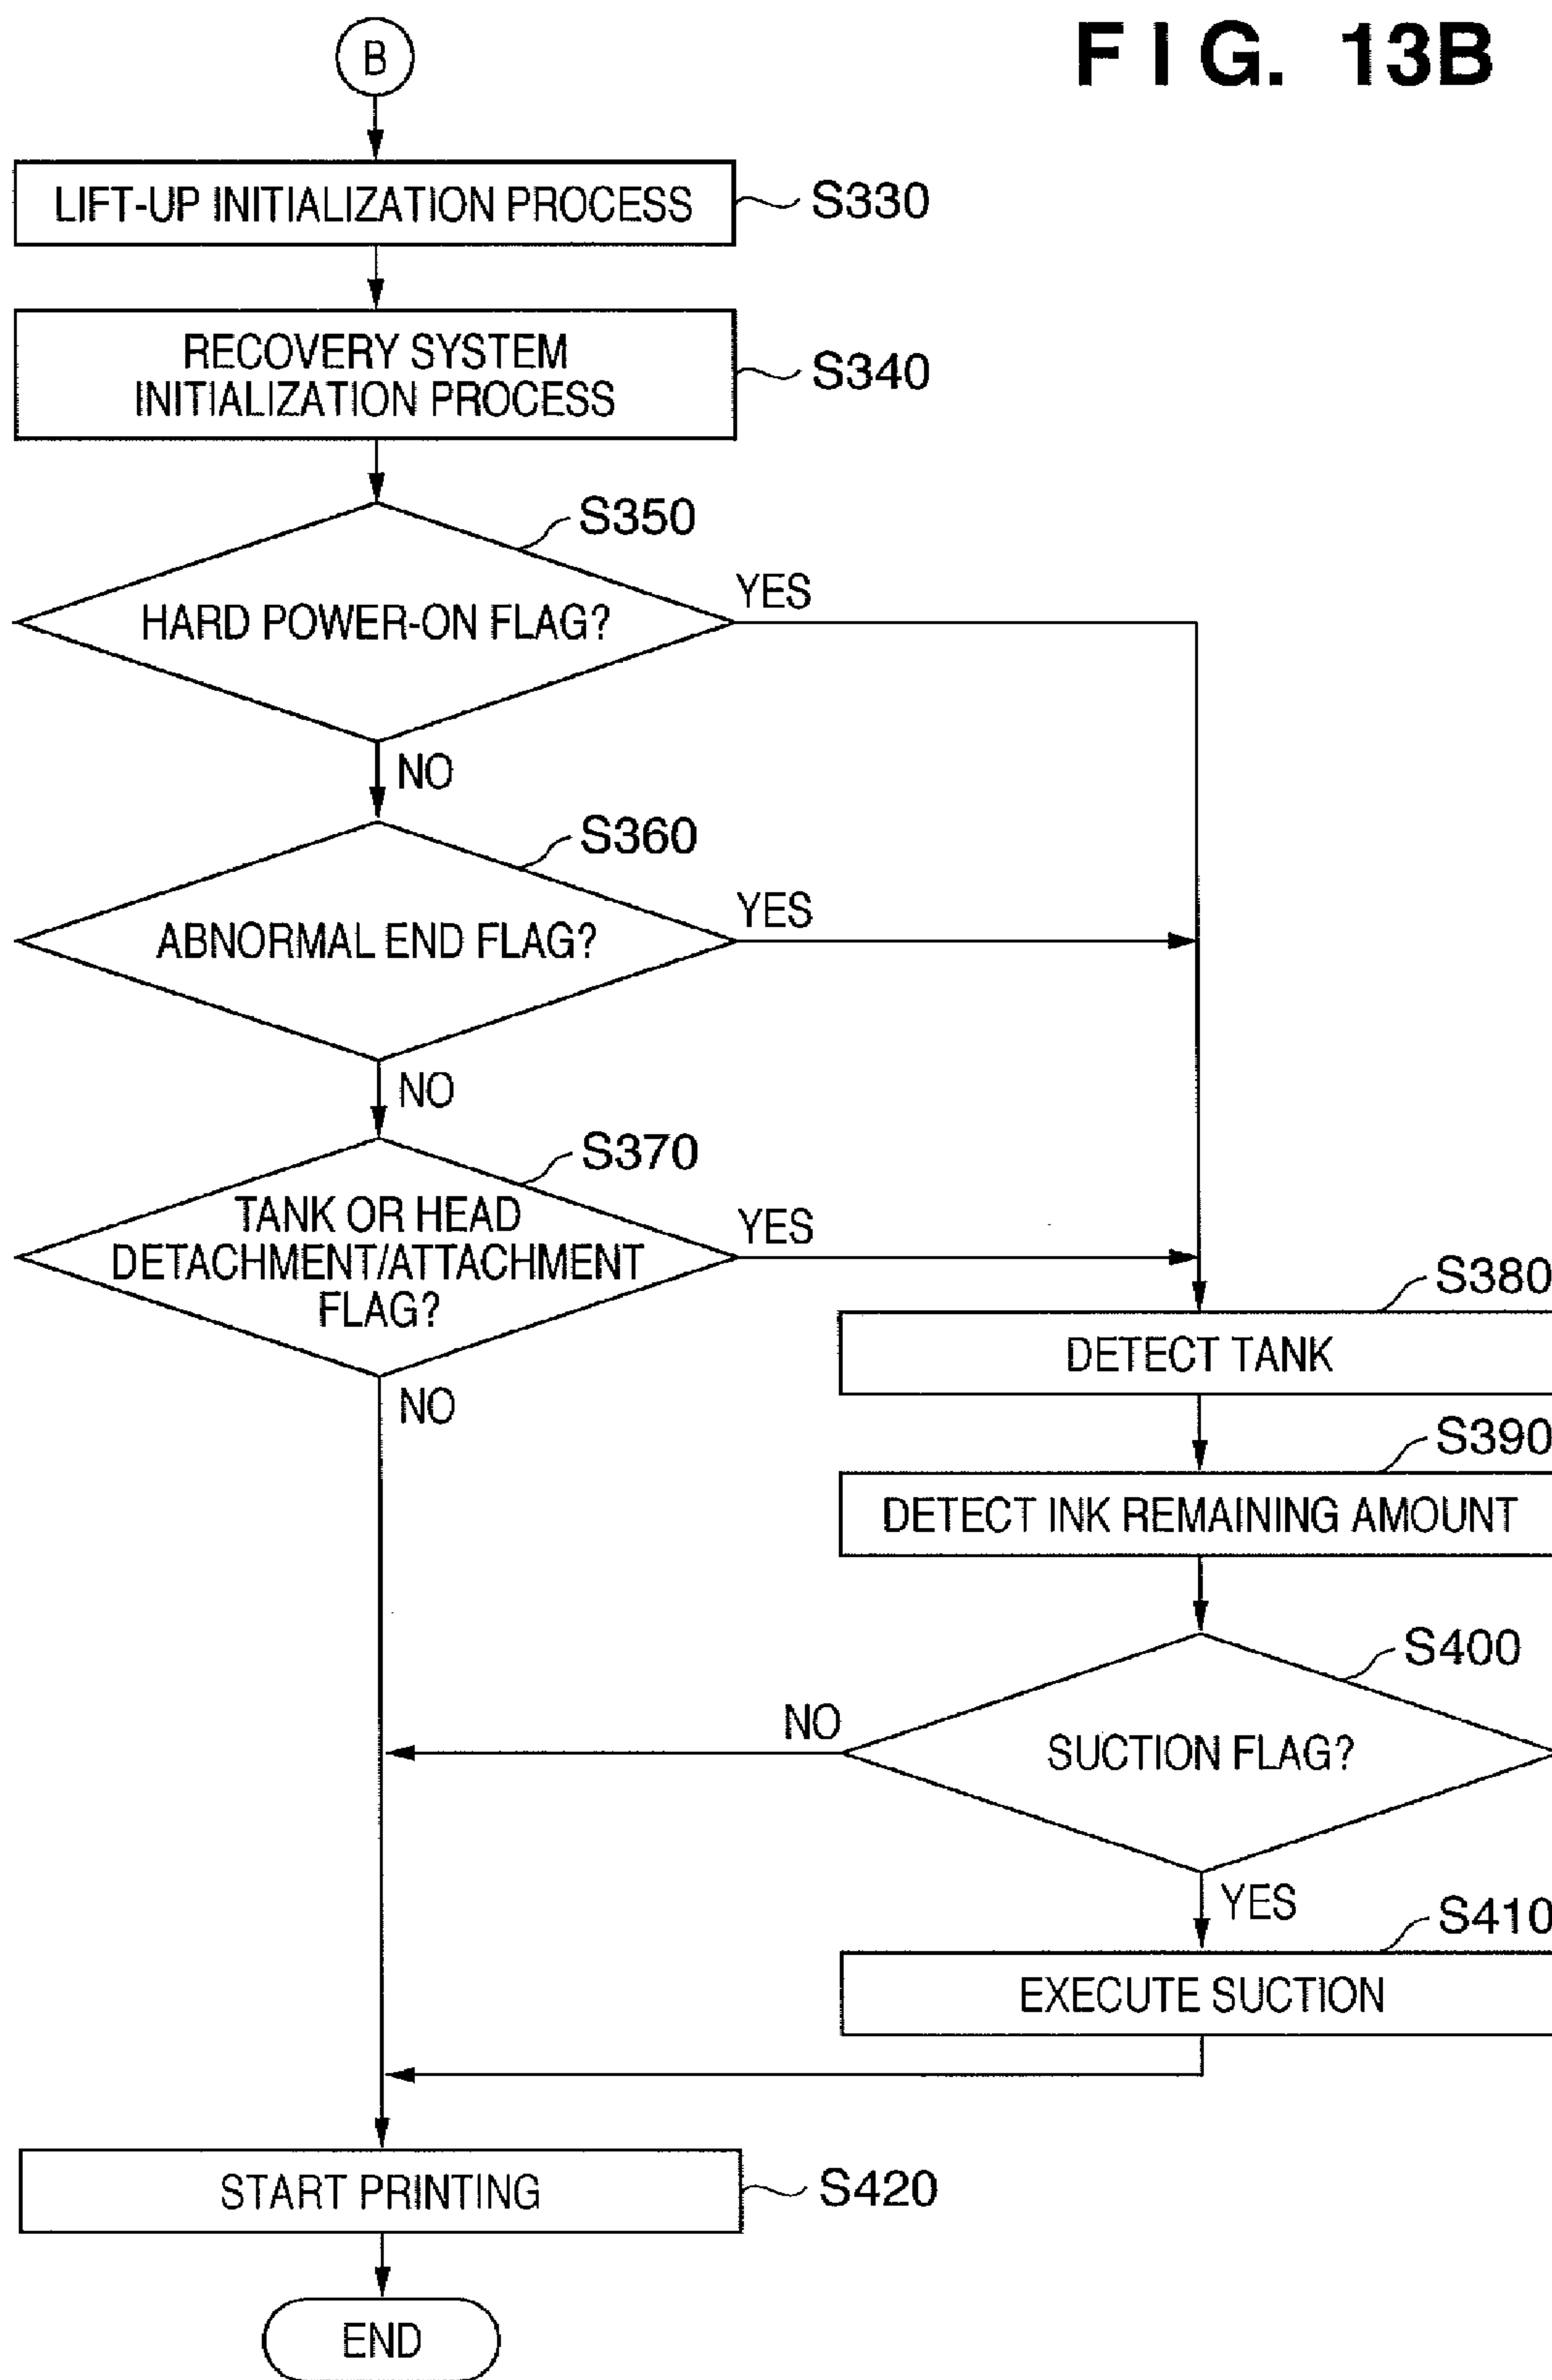 FIG. 13B
B
LIFT-UP INITIALIZATION PROCESS
S330
RECOVERY SYSTEM
INITIALIZATION PROCESS
S340
S350
HARD POWER-ON FLAG?
YES
NO
S360
ABNORMAL END FLAG?
YES
NO
S370
TANK OR HEAD
DETACHMENT/ATTACHMENT
FLAG?
YES
NO
S380
DETECT TANK
S390
DETECT INK REMAINING AMOUNT
S400
SUCTION FLAG?
NO
YES
S410
EXECUTE SUCTION
START PRINTING
S420
END